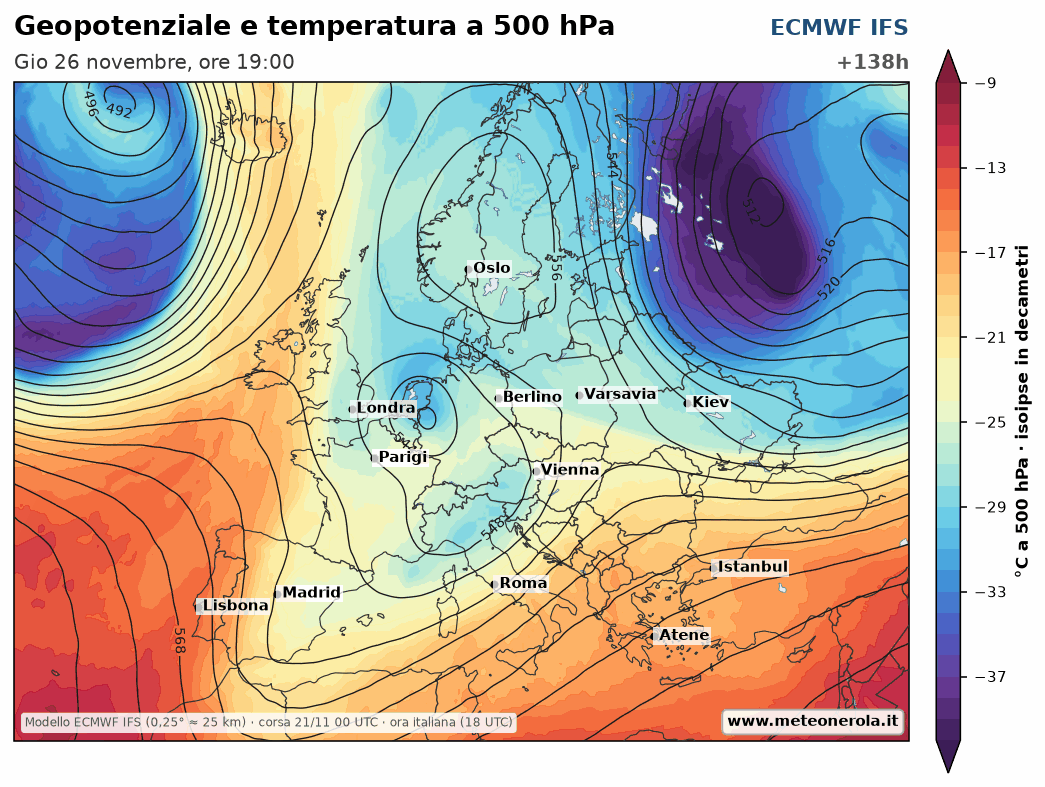 Geopotenziale e temperatura a 500 hPa
ECMWF IFS
Gio 26 novembre, ore 19:00
+138h
496
492
544
512
516
520
556
Oslo
Londra
Berlino
Varsavia
Kiev
Parigi
Vienna
548
Istanbul
Roma
Madrid
Lisbona
568
Atene
Modello ECMWF IFS (0,25° ≈ 25 km) · corsa 21/11 00 UTC · ora italiana (18 UTC)
www.meteonerola.it
−9
−13
−17
−21
−25
−29
−33
−37
°C a 500 hPa · isoipse in decametri